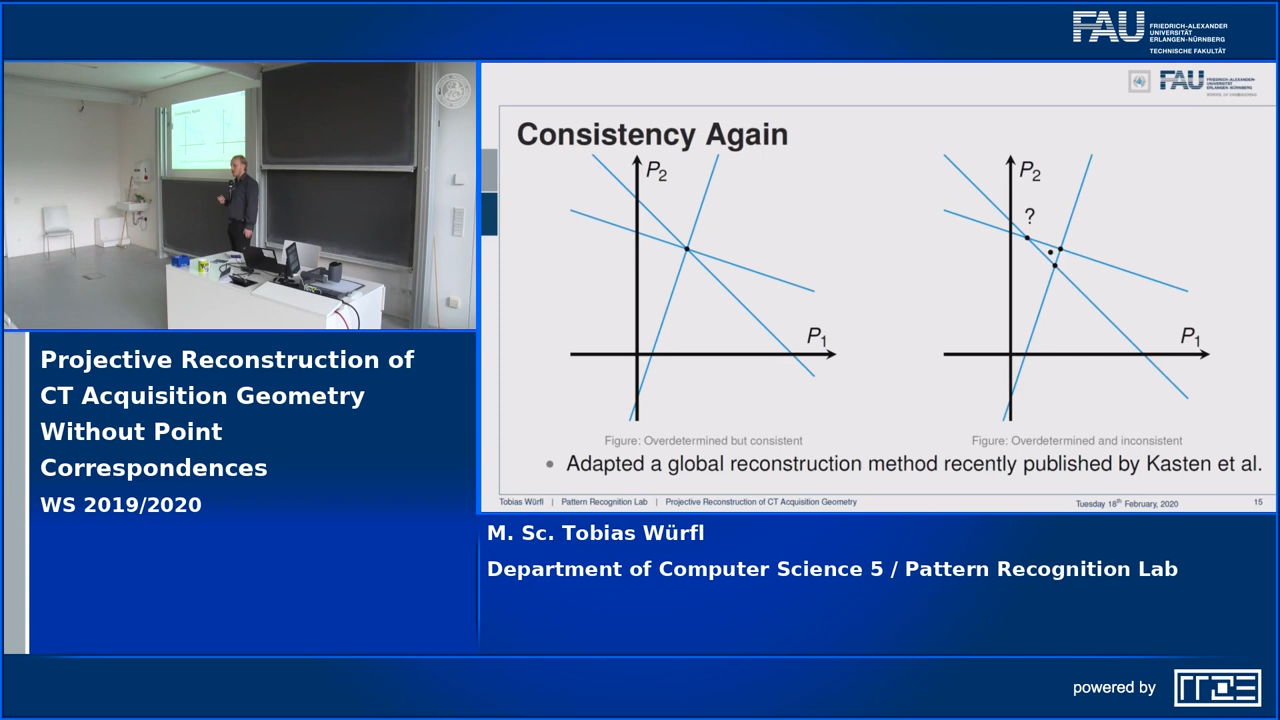 FAU
FRIEDRICH-ALEXANDER
UNIVERSITÄT
ERLANGEN-NÜRNBERG
TECHNISCHE FAKULTÄT
FAU
FRIEDRICH-ALEXANDER-
UNIVERSITÄT
ERLANGEN-NÜRNBERG
Consistency Again
P2
P1
Figure: Overdetermined but consistent
P2
?
P1
Figure: Overdetermined and inconsistent
• Adapted a global reconstruction method recently published by Kasten et al.
Tobias Würfl | Pattern Recognition Lab | Projective Reconstruction of CT Acquisition Geometry
Tuesday 18th February, 2020
15
Consistency Again
Projective Reconstruction of
CT Acquisition Geometry
Without Point
Correspondences
WS 2019/2020
M. Sc. Tobias Würfl
Department of Computer Science 5 / Pattern Recognition Lab
powered by